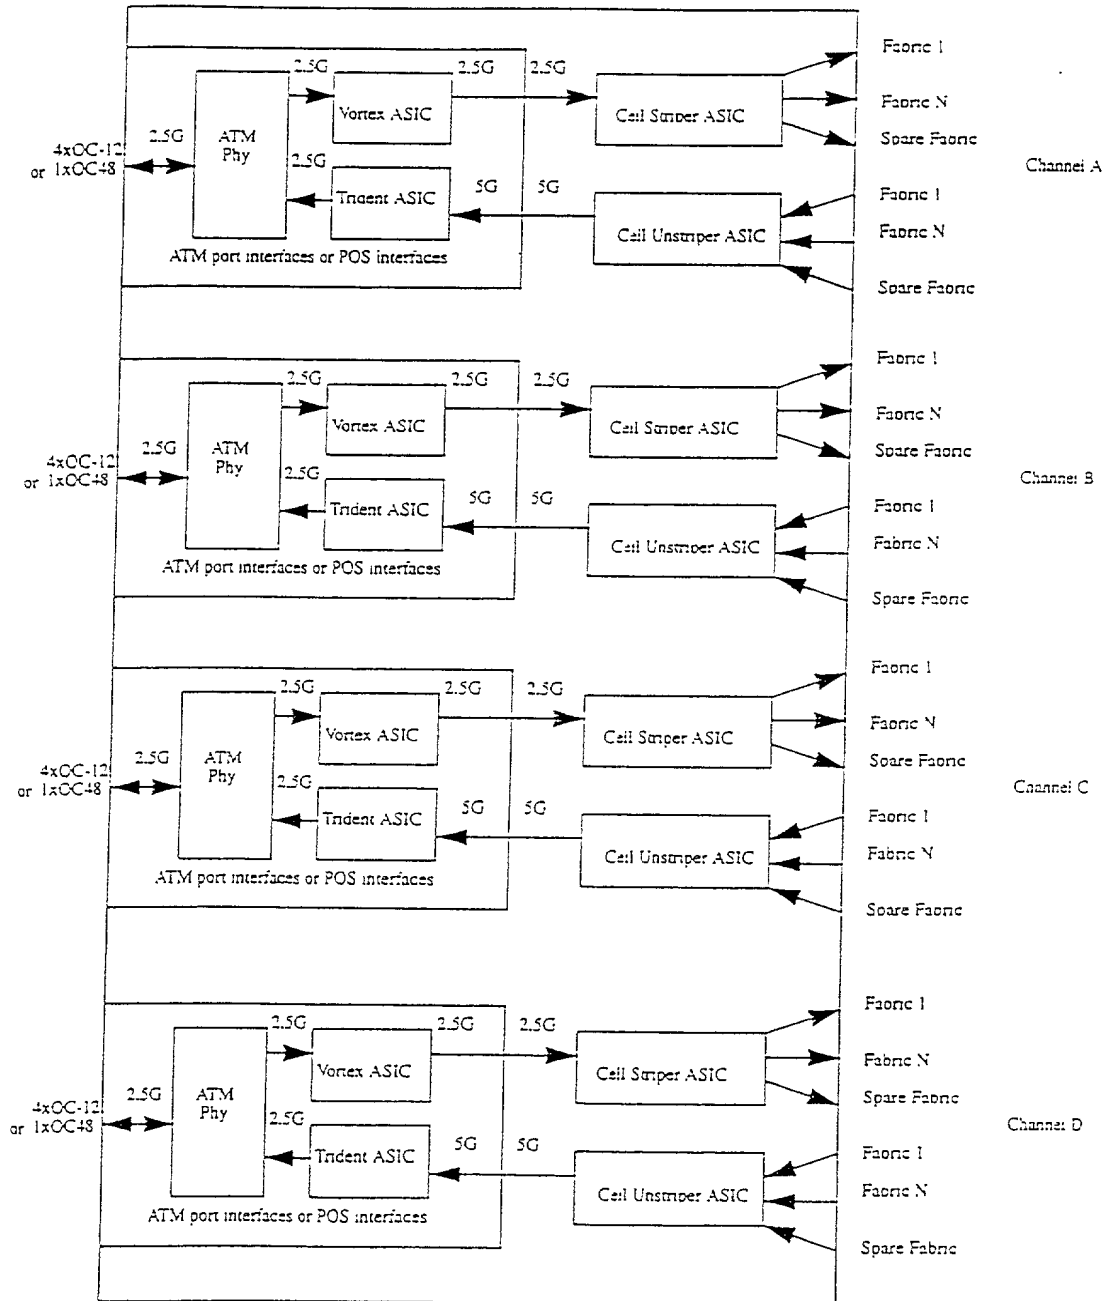 Fabric 1
2.5G 2.5G 2.5G
Vortex ASIC
Cell Striper ASIC
Fabric N
ATM
Phy
2.5G
4xOC-12
or 1xOC48
Spare Fabric
Channel A
2.5G
Trident ASIC
5G 5G
Fabric 1
Cell Unstriper ASIC
Fabric N
ATM port interfaces or POS interfaces
Spare Fabric
Fabric 1
2.5G 2.5G 2.5G
Vortex ASIC
Cell Striper ASIC
Fabric N
ATM
Phy
2.5G
4xOC-12
or 1xOC48
Spare Fabric
Channel B
2.5G
Trident ASIC
5G 5G
Fabric 1
Cell Unstriper ASIC
Fabric N
ATM port interfaces or POS interfaces
Spare Fabric
Fabric 1
2.5G 2.5G 2.5G
Vortex ASIC
Cell Striper ASIC
Fabric N
ATM
Phy
2.5G
4xOC-12
or 1xOC48
Spare Fabric
Channel C
2.5G
Trident ASIC
5G 5G
Fabric 1
Cell Unstriper ASIC
Fabric N
ATM port interfaces or POS interfaces
Spare Fabric
Fabric 1
2.5G 2.5G 2.5G
Vortex ASIC
Cell Striper ASIC
Fabric N
ATM
Phy
2.5G
4xOC-12
or 1xOC48
Spare Fabric
Channel D
2.5G
Trident ASIC
5G 5G
Fabric 1
Cell Unstriper ASIC
Fabric N
ATM port interfaces or POS interfaces
Spare Fabric